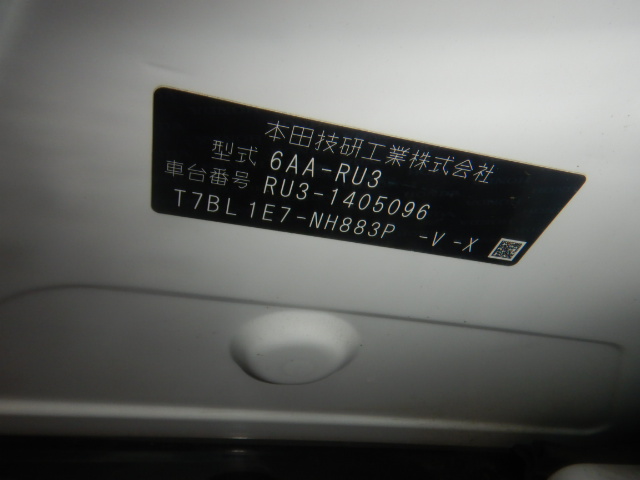 本田技研工業株式会社
型式 6AA-RU3
車台番号 RU3-1405096
T7BL 1E7-NH883P -V -X